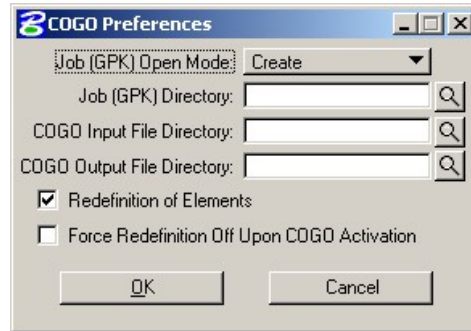 COGO Preferences
Job (GPK) Open Mode: Create
Job (GPK) Directory:
COGO Input File Directory:
COGO Output File Directory:
Redefinition of Elements
Force Redefinition Off Upon COGO Activation
OK Cancel